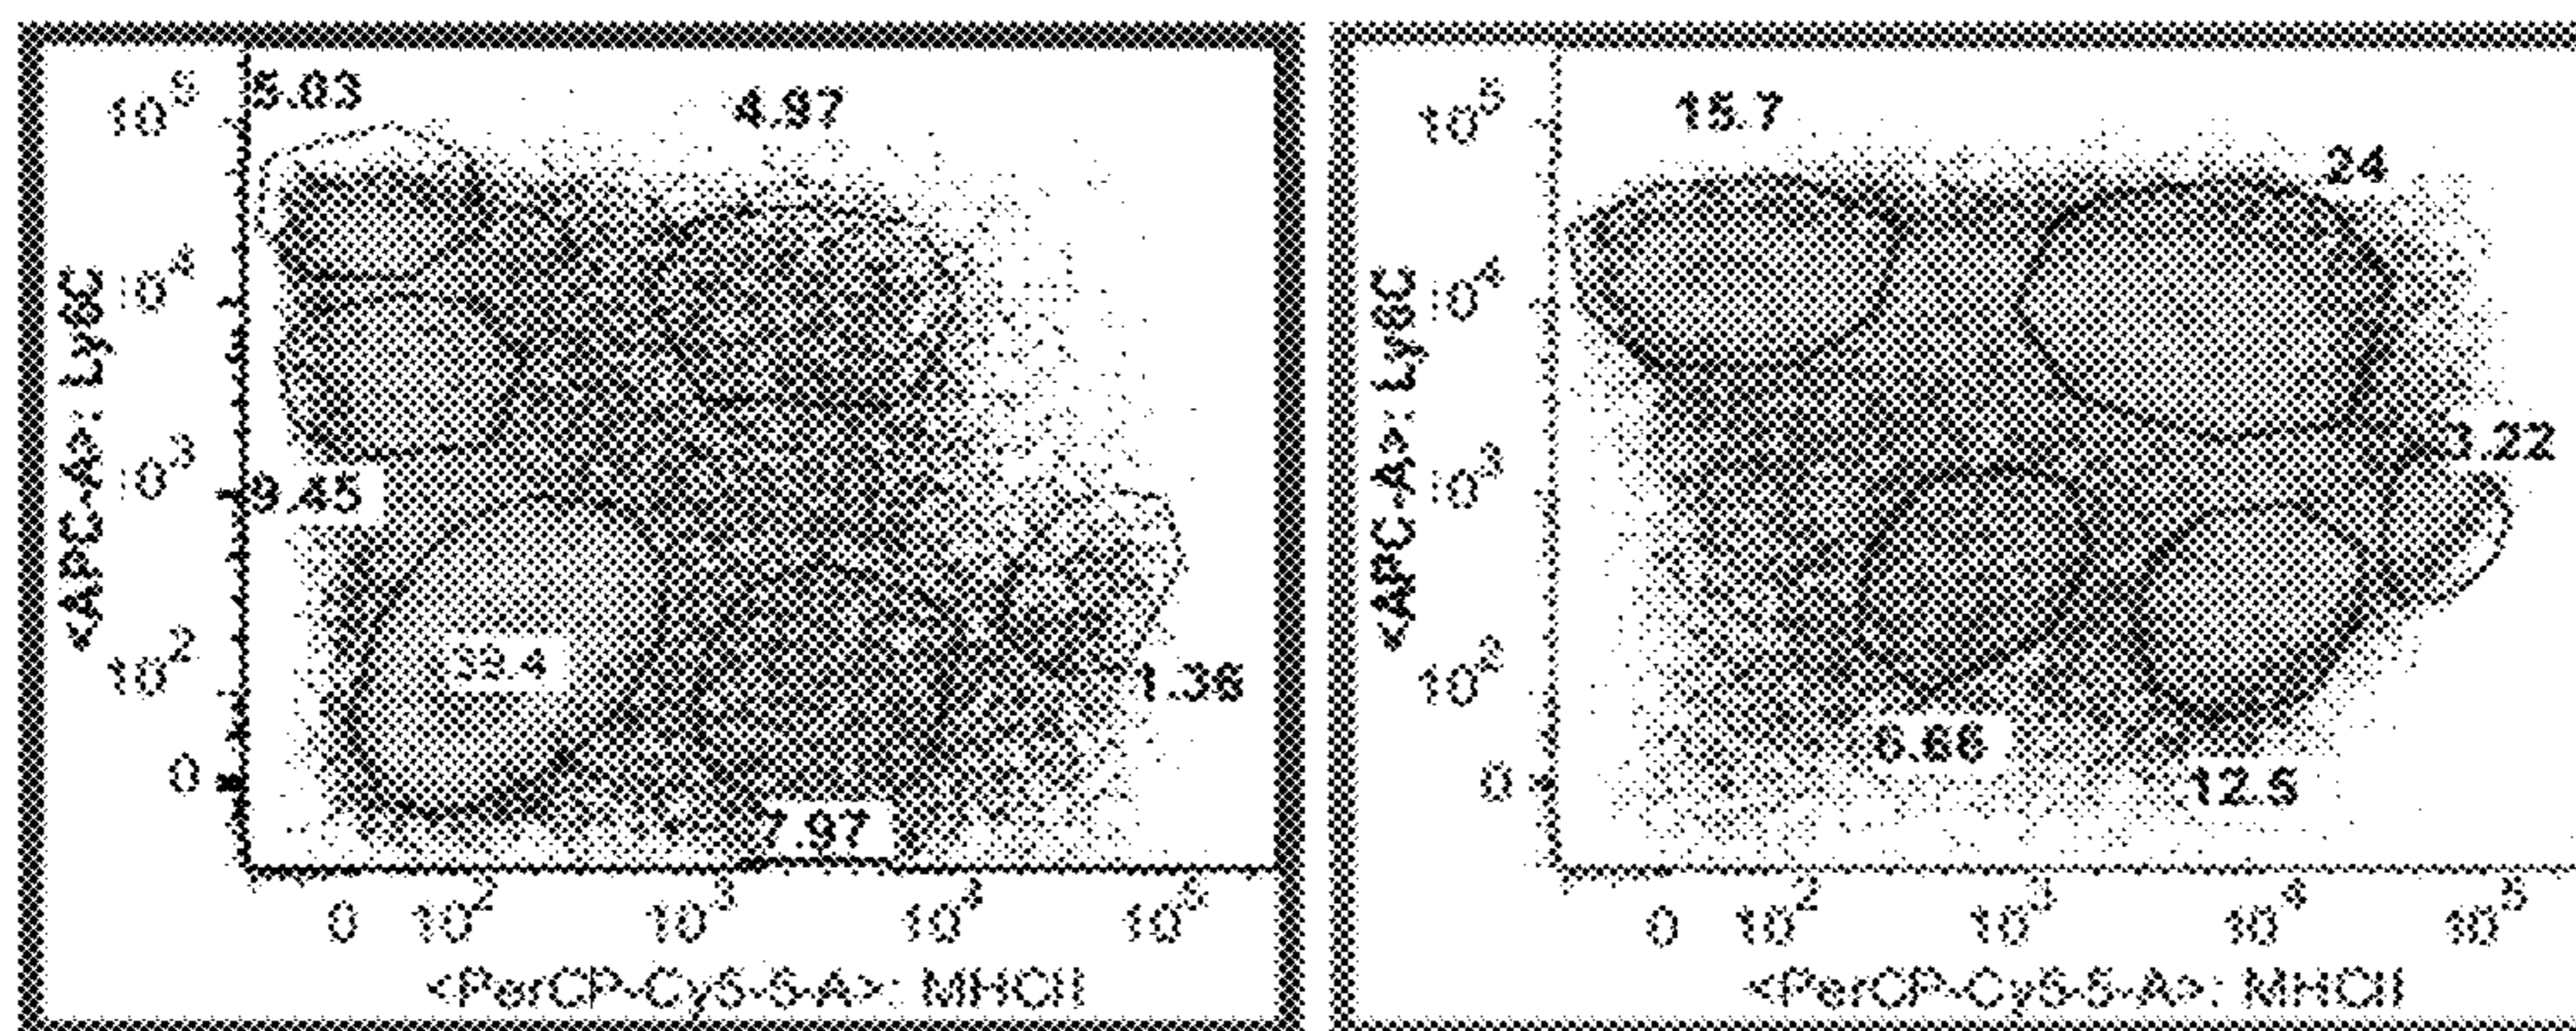 10^5 5.03 4.97
10^4
10^3 9.45
10^2 1.36
0
7.97
<APC-A>: Ly6C
0 10^2 10^3 10^4 10^5
<PerCP-Cy5-5-A>: MHCII
10^5 15.7 24
10^4
10^3 3.22
10^2
6.66
0 12.5
<APC-A>: Ly6C
0 10^2 10^3 10^4 10^5
<PerCP-Cy5-5-A>: MHCII